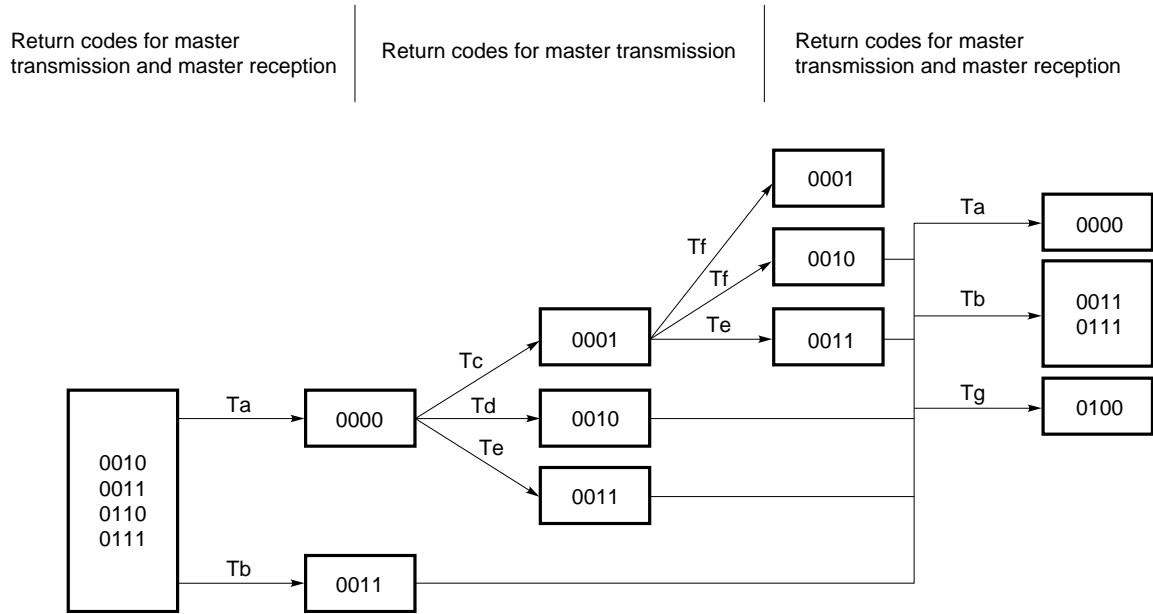 Return codes for master
transmission and master reception
Return codes for master transmission
Return codes for master
transmission and master reception
0001
Ta
0000
Tf
Tf
0010
Tb
0011
0111
0001
Te
0011
Tc
Tg
0100
Ta
0000
Td
0010
Te
0010
0011
0110
0111
0011
Tb
0011